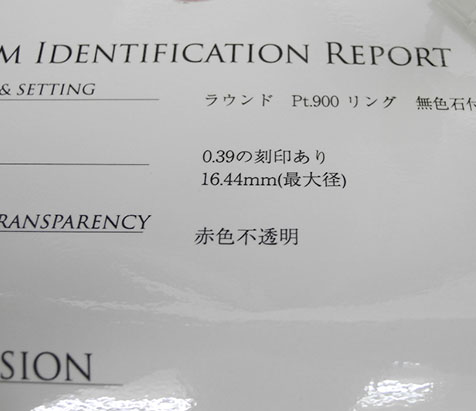 M IDENTIFICATION REPORT
& SETTING
ラウンド Pt.900 リング 無色石付
0.39の刻印あり
16.44mm(最大径)
RANSPARENCY
赤色不透明
SION